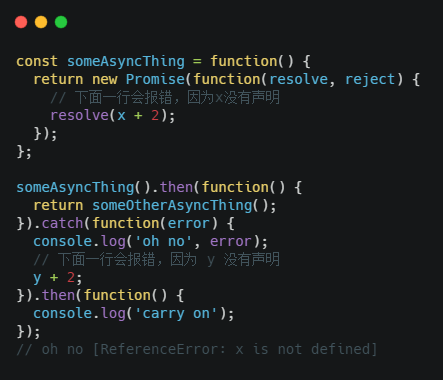 const someAsyncThing = function() {
  return new Promise(function(resolve, reject) {
    // 下面一行会报错，因为x没有声明
    resolve(x + 2);
  });
};

someAsyncThing().then(function() {
  return someOtherAsyncThing();
}).catch(function(error) {
  console.log('oh no', error);
  // 下面一行会报错，因为 y 没有声明
  y + 2;
}).then(function() {
  console.log('carry on');
});
// oh no [ReferenceError: x is not defined]